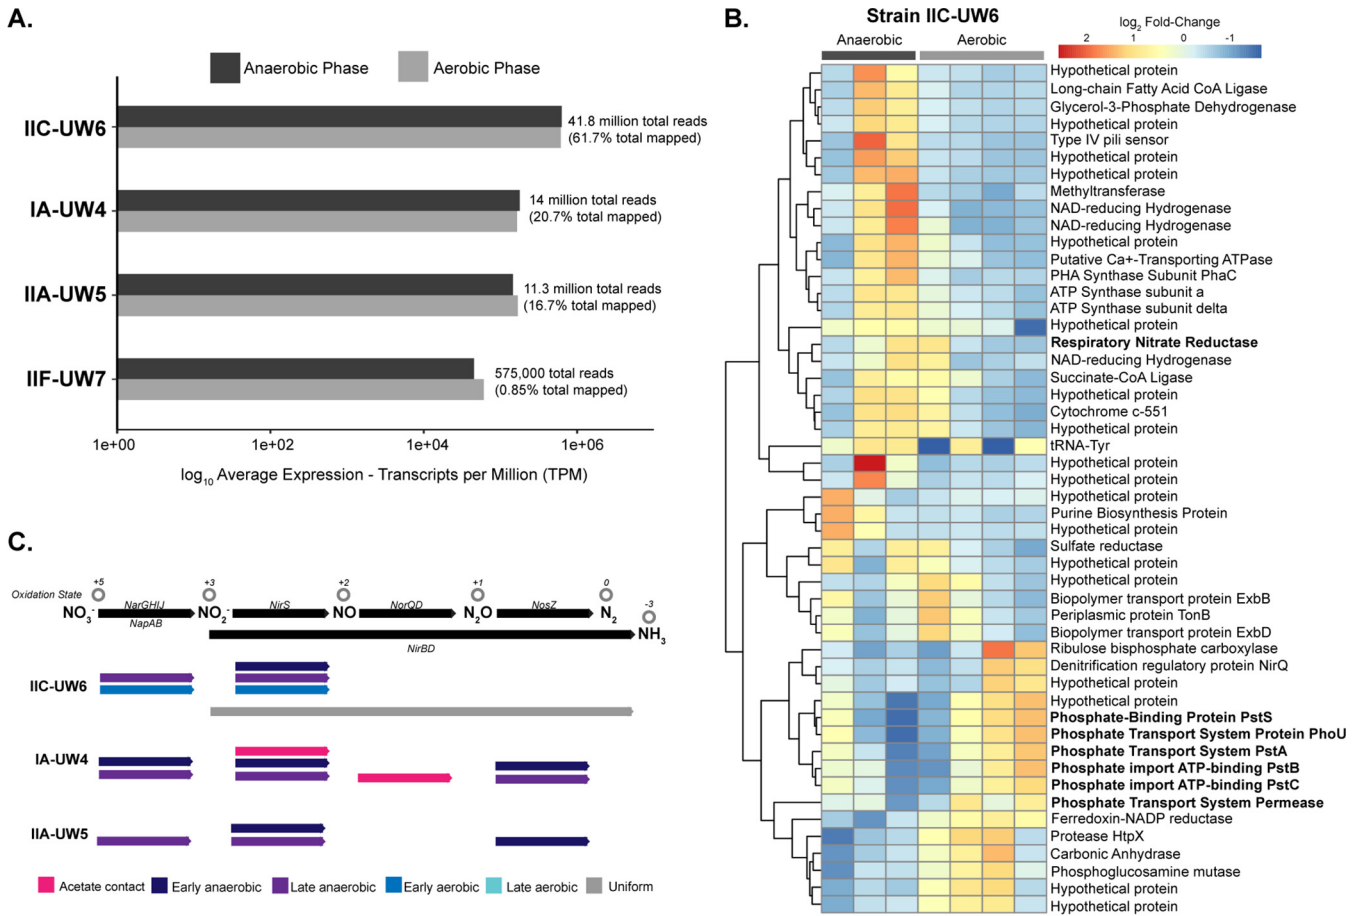 A.
Anaerobic Phase
Aerobic Phase
IIC-UW6
41.8 million total reads
(61.7% total mapped)
IA-UW4
14 million total reads
(20.7% total mapped)
IIA-UW5
11.3 million total reads
(16.7% total mapped)
IIF-UW7
575,000 total reads
(0.85% total mapped)
1e+00 1e+02 1e+04 1e+06
log10 Average Expression - Transcripts per Million (TPM)
B.
Strain IIC-UW6
Anaerobic Aerobic
log2 Fold-Change
2 1 0 -1
Hypothetical protein
Long-chain Fatty Acid CoA Ligase
Glycerol-3-Phosphate Dehydrogenase
Hypothetical protein
Type IV pili sensor
Hypothetical protein
Hypothetical protein
Methyltransferase
NAD-reducing Hydrogenase
NAD-reducing Hydrogenase
Hypothetical protein
Putative Ca+-Transporting ATPase
PHA Synthase Subunit PhaC
ATP Synthase subunit a
ATP Synthase subunit delta
Hypothetical protein
Respiratory Nitrate Reductase
NAD-reducing Hydrogenase
Succinate-CoA Ligase
Hypothetical protein
Cytochrome c-551
Hypothetical protein
tRNA-Tyr
Hypothetical protein
Hypothetical protein
Hypothetical protein
Purine Biosynthesis Protein
Hypothetical protein
Sulfate reductase
Hypothetical protein
Hypothetical protein
Biopolymer transport protein ExbB
Periplasmic protein TonB
Biopolymer transport protein ExbD
Ribulose bisphosphate carboxylase
Denitrification regulatory protein NirQ
Hypothetical protein
Hypothetical protein
Phosphate-Binding Protein PstS
Phosphate Transport System Protein PhoU
Phosphate Transport System PstA
Phosphate import ATP-binding PstB
Phosphate import ATP-binding PstC
Phosphate Transport System Permease
Ferredoxin-NADP reductase
Protease HtpX
Carbonic Anhydrase
Phosphoglucosamine mutase
Hypothetical protein
Hypothetical protein
C.
Oxidation State +5 +3 +2 +1 0 -3
NO3- NarGHIJ NO2- NirS NO NorQD N2O NosZ N2
NapAB
NirBD NH3
IIC-UW6
IA-UW4
IIA-UW5
Acetate contact Early anaerobic Late anaerobic Early aerobic Late aerobic Uniform